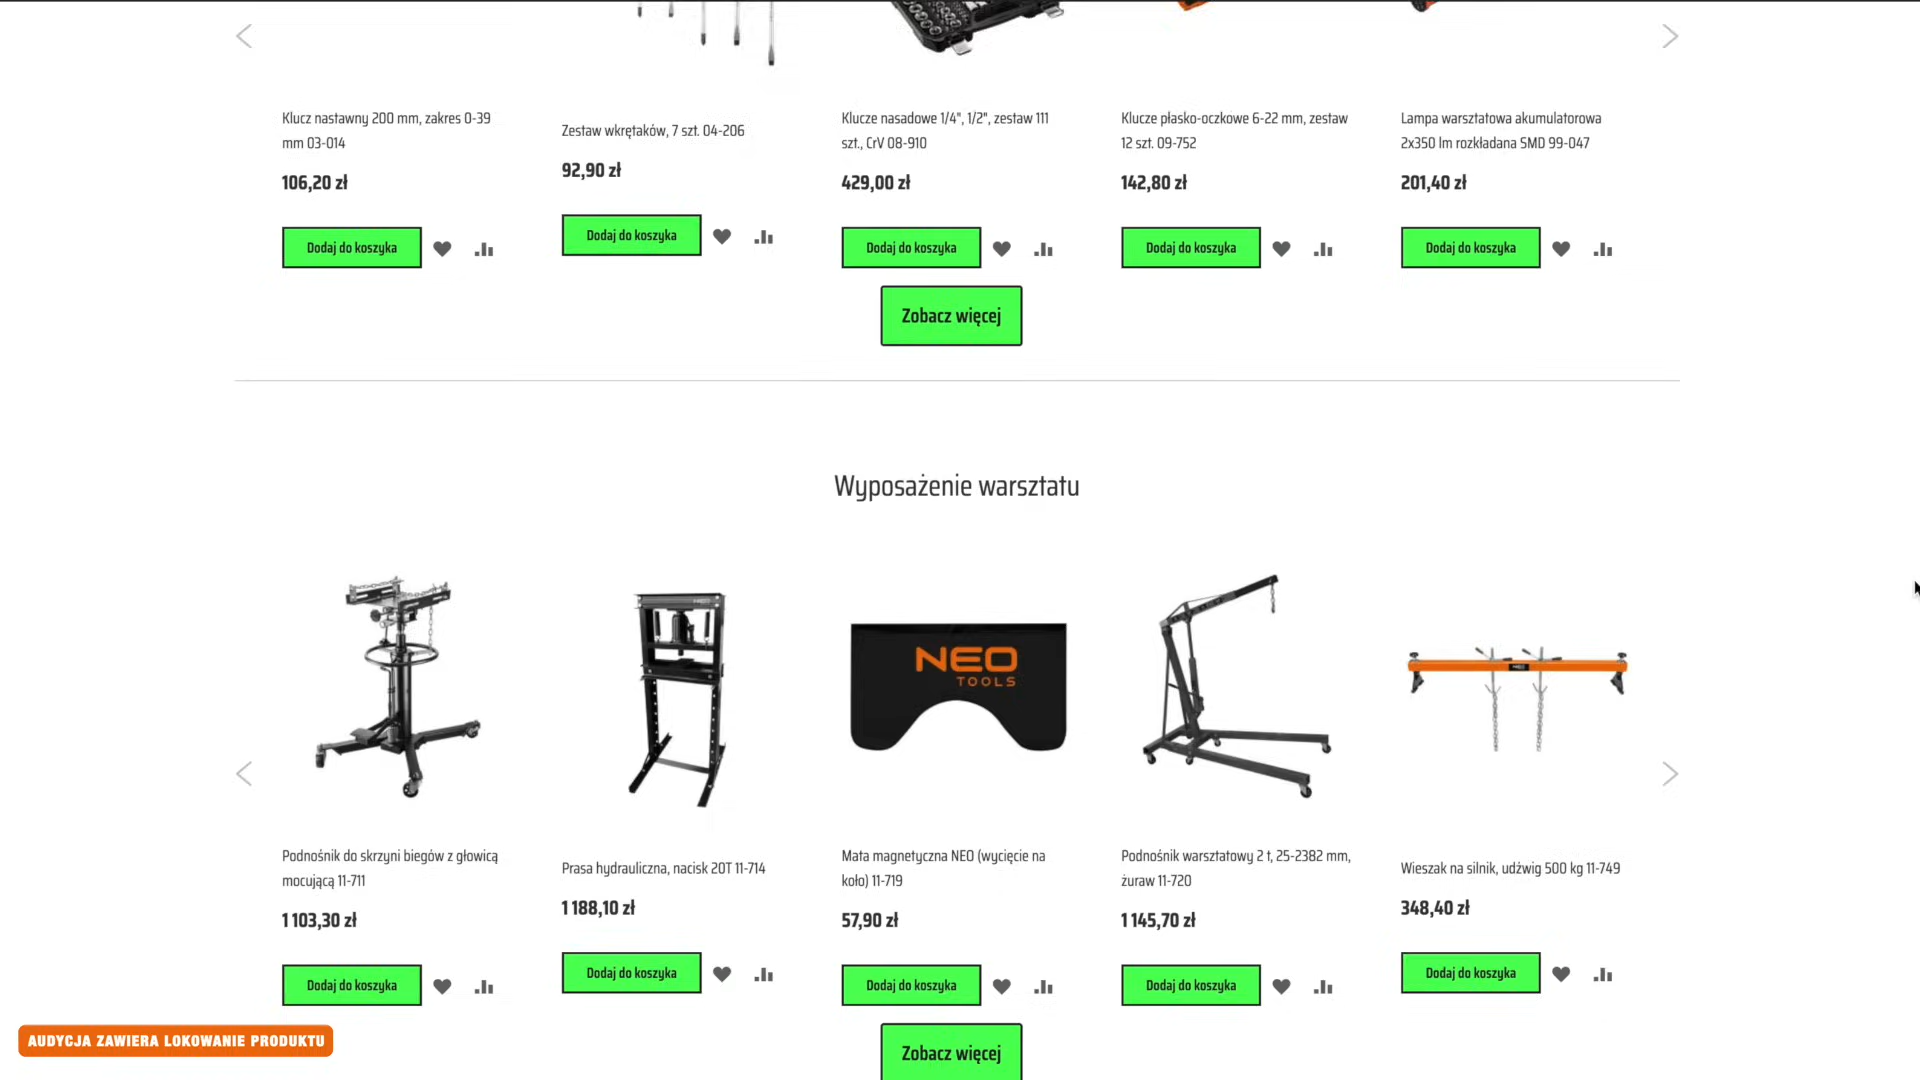 Klucz nastawny 200 mm, zakres 0-39
mm 03-014
106,20 zł
Dodaj do koszyka
Zestaw wkrętaków, 7 szt. 04-206
92,90 zł
Dodaj do koszyka
Klucze nasadowe 1/4", 1/2", zestaw 111
szt., CrV 08-910
429,00 zł
Dodaj do koszyka
Klucze płasko-oczkowe 6-22 mm, zestaw
12 szt. 09-752
142,80 zł
Dodaj do koszyka
Lampa warsztatowa akumulatorowa
2x350 lm rozkładana SMD 99-047
201,40 zł
Dodaj do koszyka
Zobacz więcej
Wyposażenie warsztatu
NEO
TOOLS
Podnośnik do skrzyni biegów z głowicą
mocującą 11-711
1 103,30 zł
Dodaj do koszyka
Prasa hydrauliczna, nacisk 20T 11-714
1 188,10 zł
Dodaj do koszyka
Mata magnetyczna NEO (wycięcie na
koło) 11-719
57,90 zł
Dodaj do koszyka
Podnośnik warsztatowy 2 t, 25-2382 mm,
żuraw 11-720
1 145,70 zł
Dodaj do koszyka
Wieszak na silnik, udźwig 500 kg 11-749
348,40 zł
Dodaj do koszyka
Zobacz więcej
AUDYCJA ZAWIERA LOKOWANIE PRODUKTU